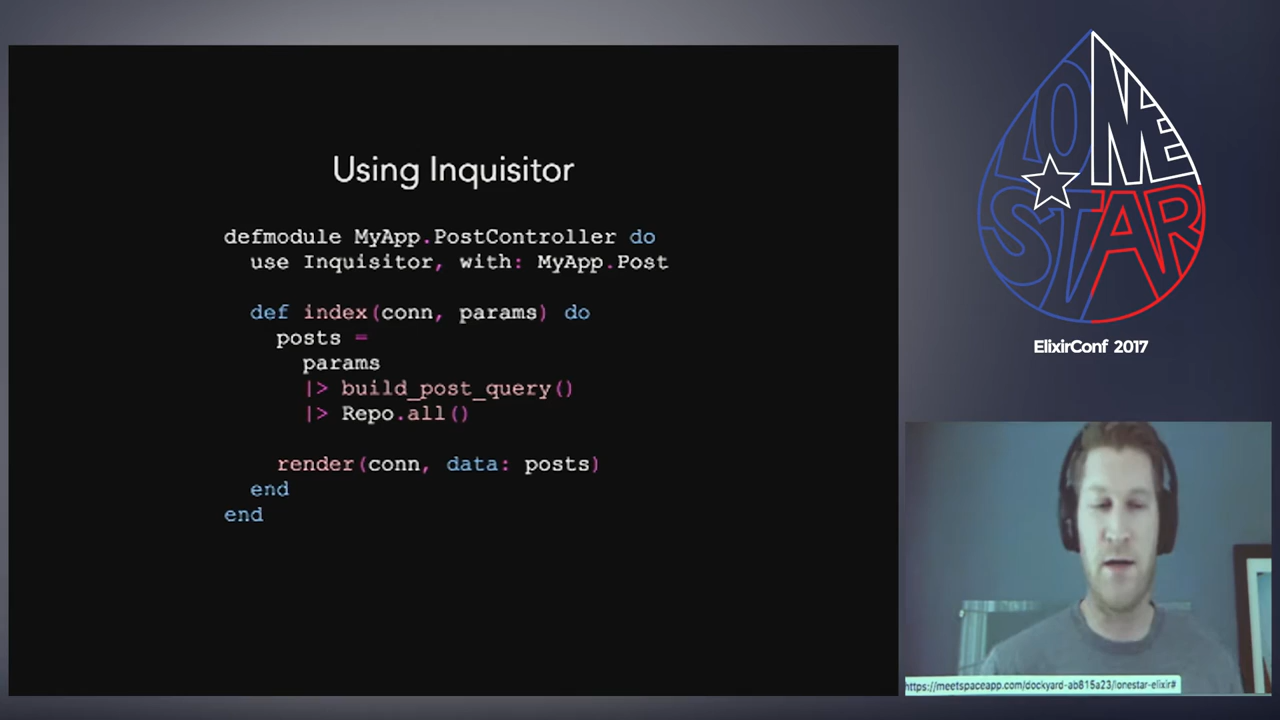 Using Inquisitor
defmodule MyApp.PostController do
  use Inquisitor, with: MyApp.Post
  def index(conn, params) do
    posts =
      params
      |> build_post_query()
      |> Repo.all()
    render(conn, data: posts)
  end
end
LONE
STAR
ElixirConf 2017
https://meetspaceapp.com/dockyard-ab815a23/lonestar-elixir#